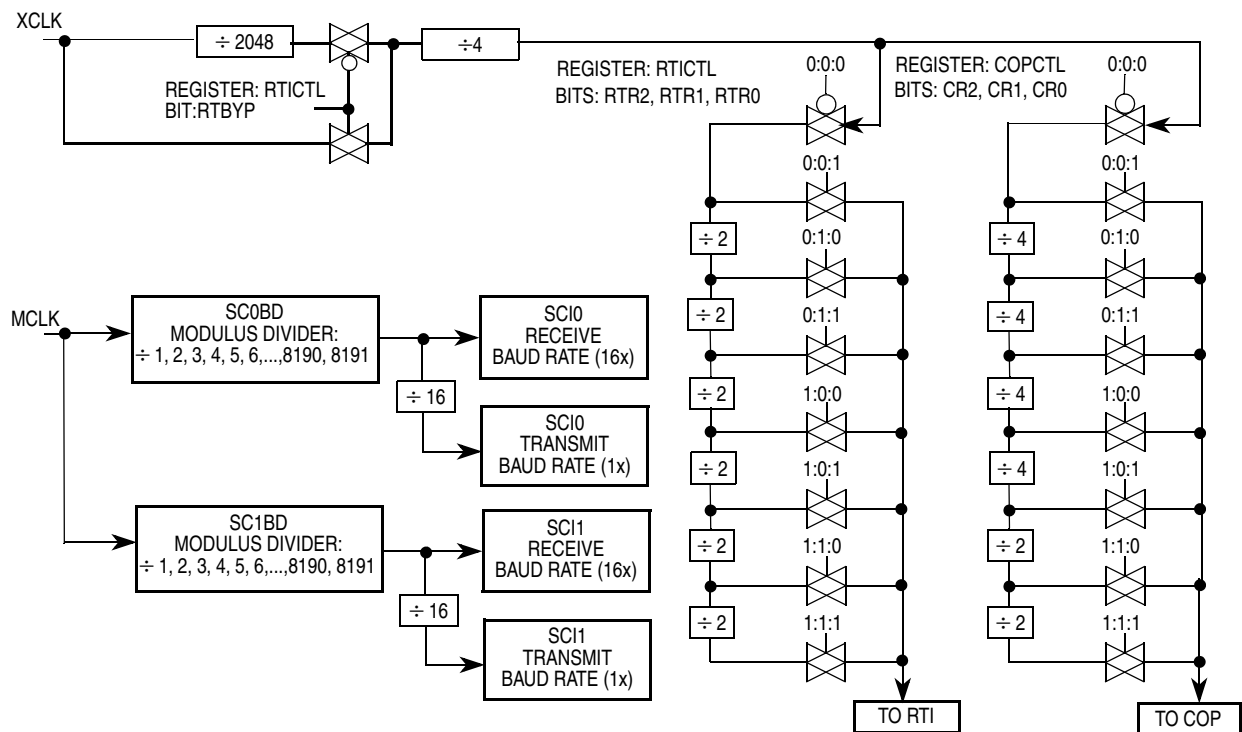 XCLK
÷ 2048
÷4
REGISTER: RTICTL
BIT:RTBYP
REGISTER: RTICTL
BITS: RTR2, RTR1, RTR0
0:0:0
REGISTER: COPCTL
BITS: CR2, CR1, CR0
0:0:0
0:0:1
÷ 2
0:1:0
÷ 2
0:1:1
÷ 2
1:0:0
÷ 2
1:0:1
÷ 2
1:1:0
÷ 2
1:1:1
TO RTI
0:0:1
÷ 4
0:1:0
÷ 4
0:1:1
÷ 4
1:0:0
÷ 4
1:0:1
÷ 2
1:1:0
÷ 2
1:1:1
TO COP
MCLK
SC0BD
MODULUS DIVIDER:
÷ 1, 2, 3, 4, 5, 6,...,8190, 8191
SCI0
RECEIVE
BAUD RATE (16x)
÷ 16
SCI0
TRANSMIT
BAUD RATE (1x)
SC1BD
MODULUS DIVIDER:
÷ 1, 2, 3, 4, 5, 6,...,8190, 8191
SCI1
RECEIVE
BAUD RATE (16x)
÷ 16
SCI1
TRANSMIT
BAUD RATE (1x)